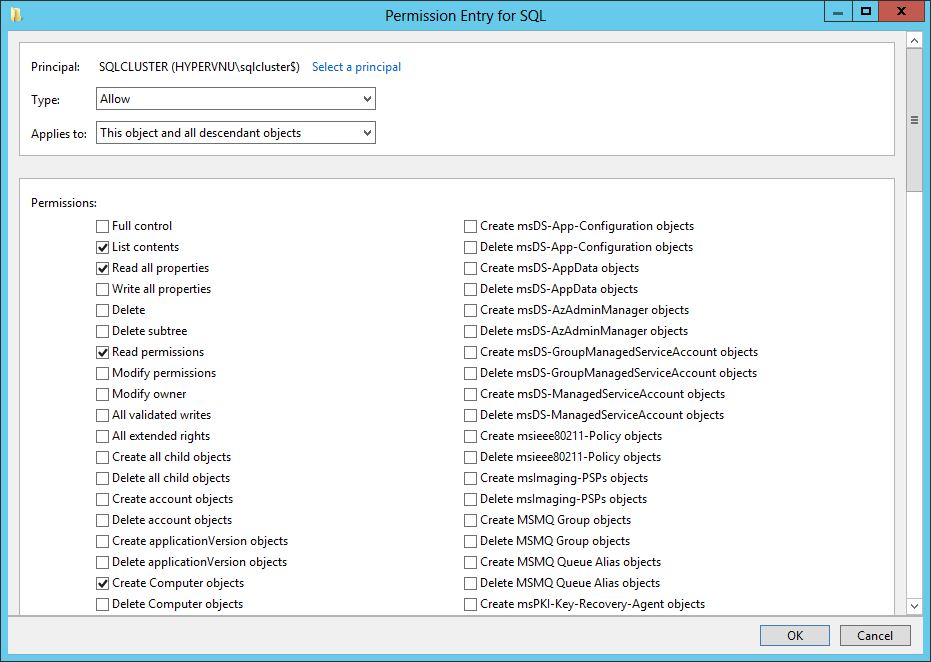 Permission Entry for SQL
Principal: SQLCLUSTER (HYPERVNU\sqlcluster$) Select a principal
Type: Allow
Applies to: This object and all descendant objects
Permissions:
Full control
List contents
Read all properties
Write all properties
Delete
Delete subtree
Read permissions
Modify permissions
Modify owner
All validated writes
All extended rights
Create all child objects
Delete all child objects
Create account objects
Delete account objects
Create applicationVersion objects
Delete applicationVersion objects
Create Computer objects
Delete Computer objects
Create msDS-App-Configuration objects
Delete msDS-App-Configuration objects
Create msDS-AppData objects
Delete msDS-AppData objects
Create msDS-AzAdminManager objects
Delete msDS-AzAdminManager objects
Create msDS-GroupManagedServiceAccount objects
Delete msDS-GroupManagedServiceAccount objects
Create msDS-ManagedServiceAccount objects
Delete msDS-ManagedServiceAccount objects
Create msieee80211-Policy objects
Delete msieee80211-Policy objects
Create msImaging-PSPs objects
Delete msImaging-PSPs objects
Create MSMQ Group objects
Delete MSMQ Group objects
Create MSMQ Queue Alias objects
Delete MSMQ Queue Alias objects
Create msPKI-Key-Recovery-Agent objects
OK Cancel